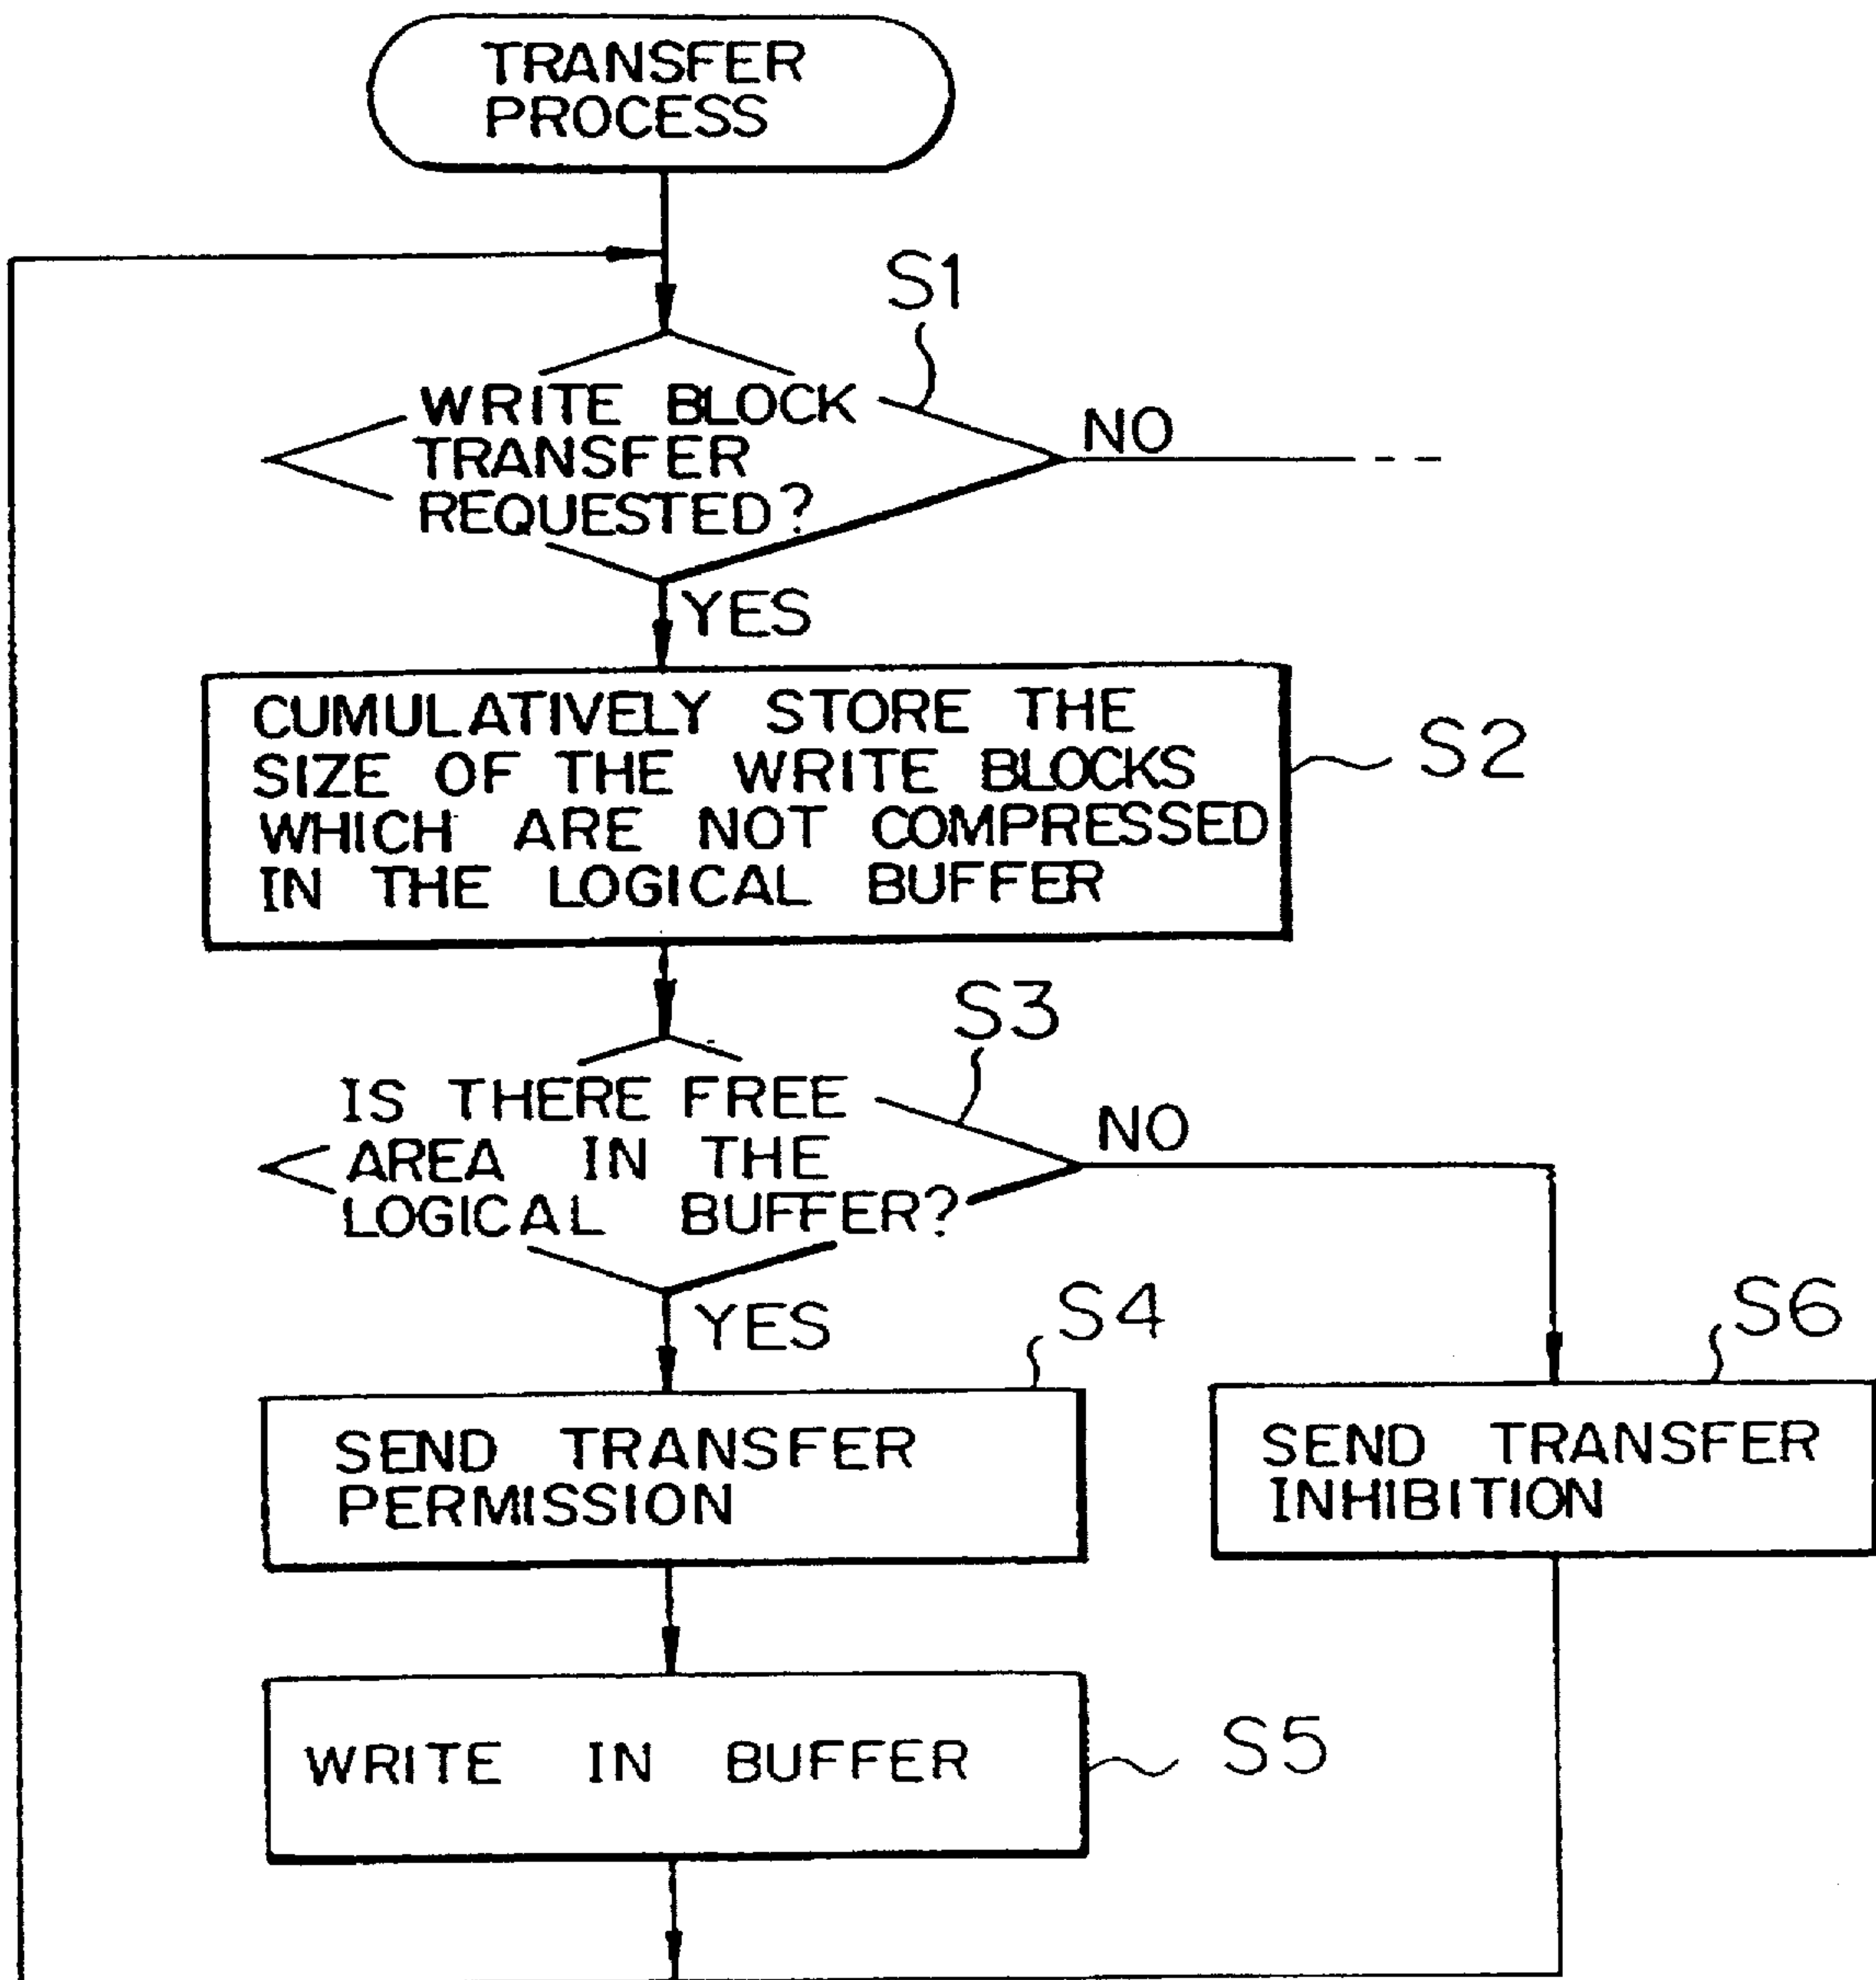 TRANSFER
PROCESS
S1
WRITE BLOCK
TRANSFER
REQUESTED?
NO
YES
CUMULATIVELY STORE THE
SIZE OF THE WRITE BLOCKS
WHICH ARE NOT COMPRESSED
IN THE LOGICAL BUFFER
S2
S3
IS THERE FREE
AREA IN THE
LOGICAL BUFFER?
NO
YES
S4
S6
SEND TRANSFER
PERMISSION
SEND TRANSFER
INHIBITION
WRITE IN BUFFER
S5